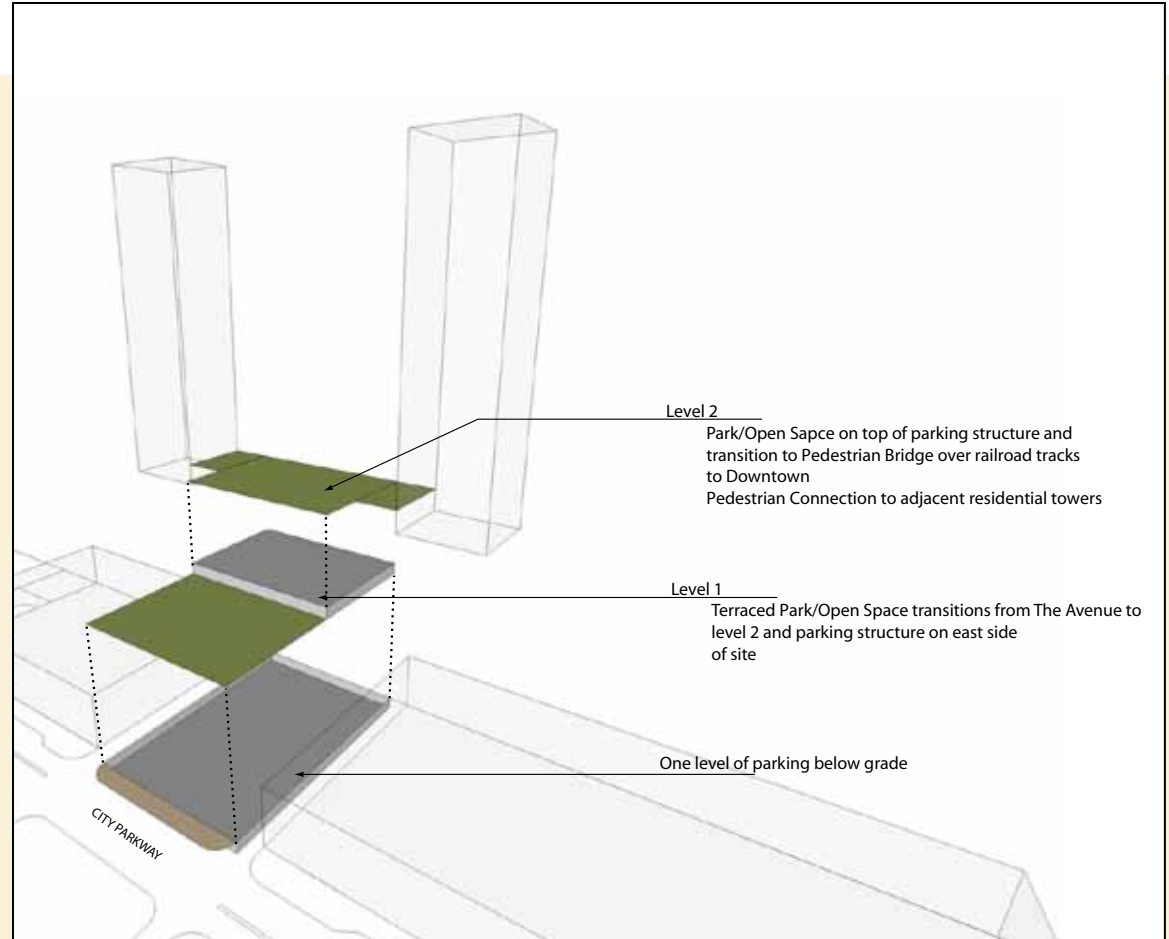 Level 2
Park/Open Sapce on top of parking structure and
transition to Pedestrian Bridge over railroad tracks
to Downtown
Pedestrian Connection to adjacent residential towers
Level 1
Terraced Park/Open Space transitions from The Avenue to
level 2 and parking structure on east side
of site
One level of parking below grade
CITY PARKWAY